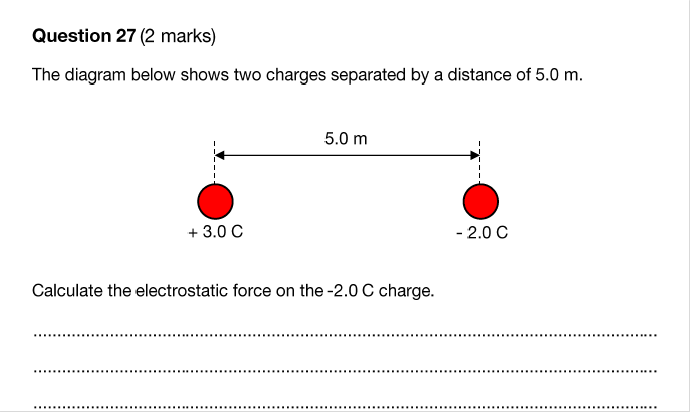 Question 27 (2 marks)
The diagram below shows two charges separated by a distance of 5.0 m.
5.0 m
+ 3.0 C
- 2.0 C
Calculate the electrostatic force on the -2.0 C charge.